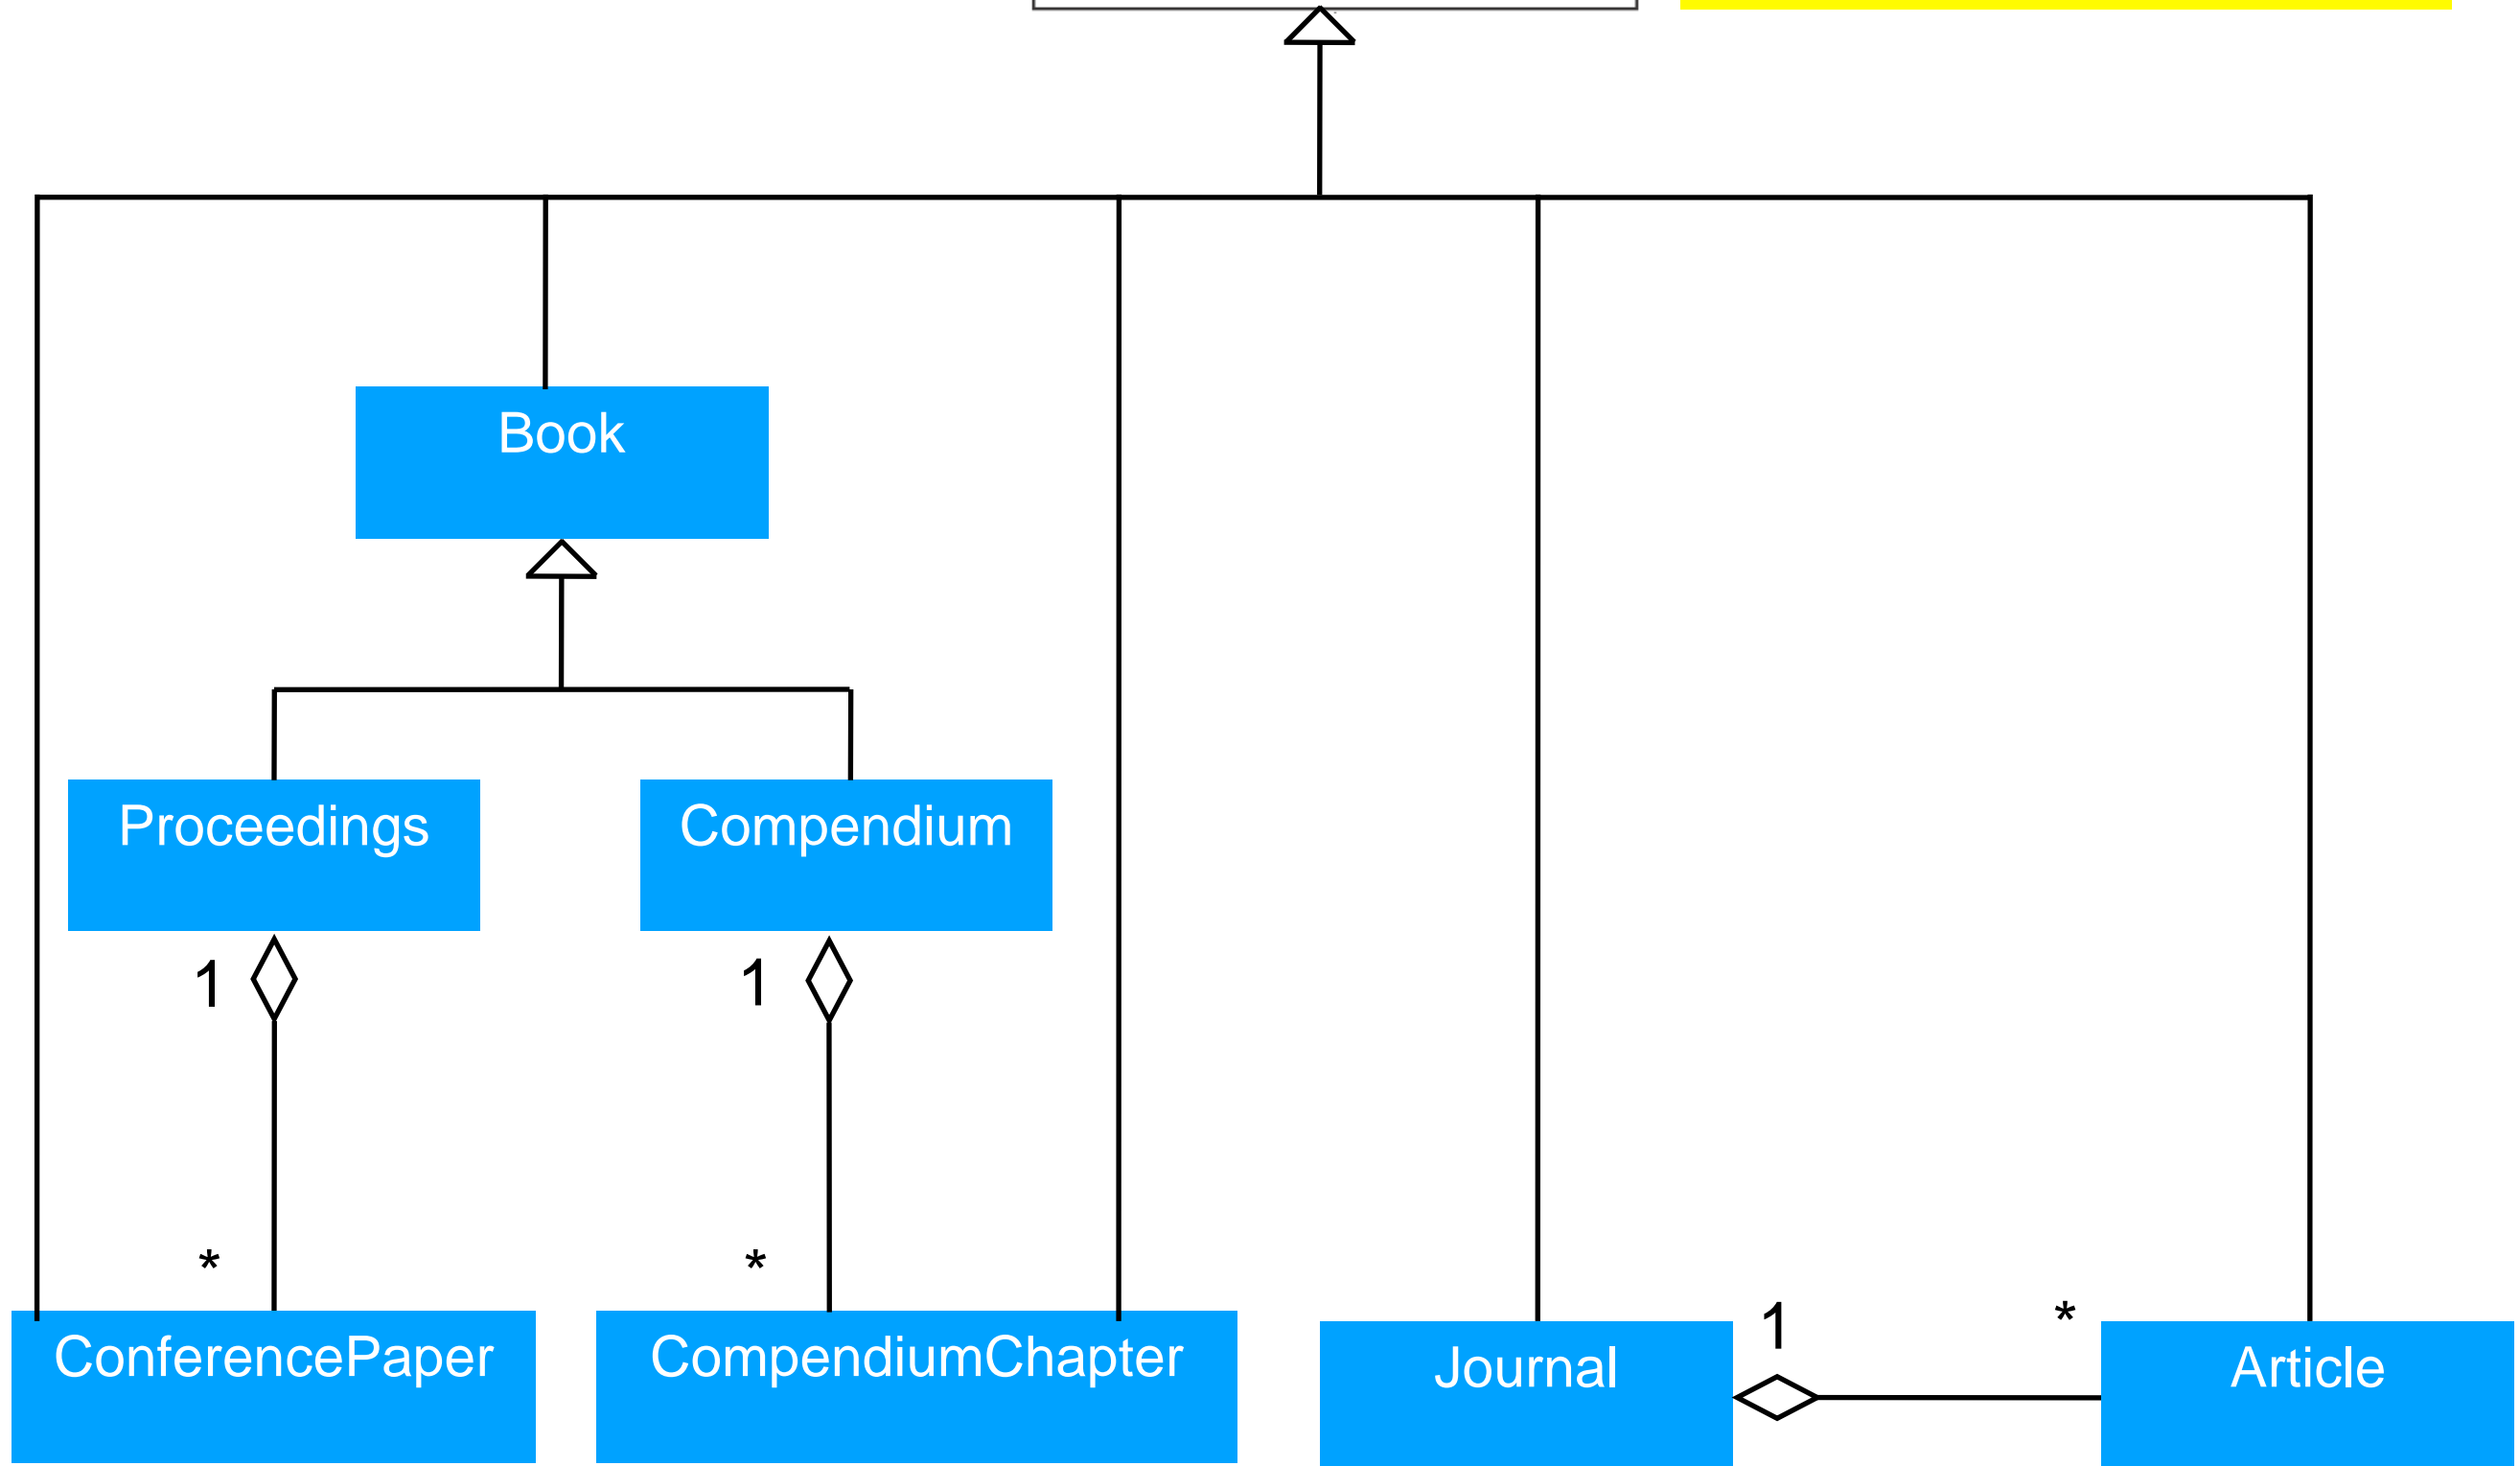 Book
Proceedings
Compendium
1
1
*
*
ConferencePaper
CompendiumChapter
1
*
Journal
Article